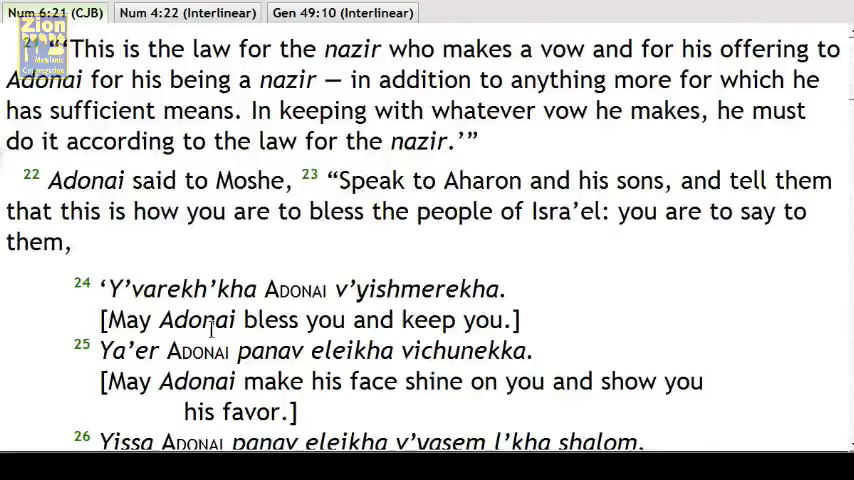 Num 6:21 (CJB) Num 4:22 (Interlinear) Gen 49:10 (Interlinear)
Zion
Messianic
Congregation
21 “‘This is the law for the nazir who makes a vow and for his offering to
Adonai for his being a nazir — in addition to anything more for which he
has sufficient means. In keeping with whatever vow he makes, he must
do it according to the law for the nazir.’”
22 Adonai said to Moshe, 23 “Speak to Aharon and his sons, and tell them
that this is how you are to bless the people of Isra’el: you are to say to
them,
24 ‘Y’varekh’kha ADONAI v’yishmerekha.
[May Adonai bless you and keep you.]
25 Ya’er ADONAI panav eleikha vichunekka.
[May Adonai make his face shine on you and show you
his favor.]
26 Yissa ADONAI panav eleikha v’yasem l’kha shalom.